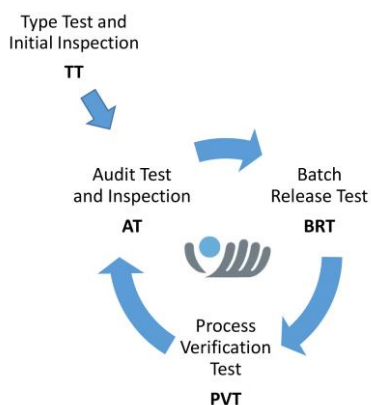 Type Test and
Initial Inspection
TT
Audit Test
and Inspection
AT
Batch
Release Test
BRT
Process
Verification
Test
PVT